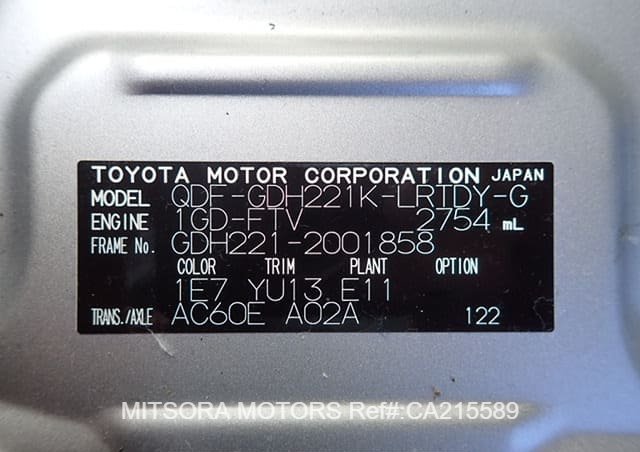 TOYOTA MOTOR CORPORATION JAPAN
MODEL QDF-GDH221K-LRTDY-G
ENGINE 1GD-FTV 2754 mL
FRAME No. GDH221-2001858
COLOR TRIM PLANT OPTION
1E7 YU13 E11
TRANS./AXLE AC60E A02A 122
MITSORA MOTORS Ref#:CA215589